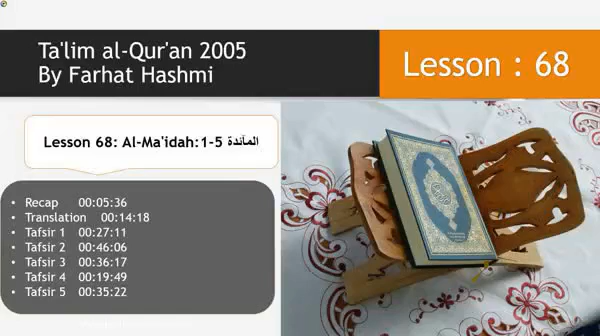 Ta'lim al-Qur'an 2005
By Farhat Hashmi
Lesson : 68
Lesson 68: Al-Ma'idah:1-5 المآئدة
• Recap 00:05:36
• Translation 00:14:18
• Tafsir 1 00:27:11
• Tafsir 2 00:46:06
• Tafsir 3 00:36:17
• Tafsir 4 00:19:49
• Tafsir 5 00:35:22